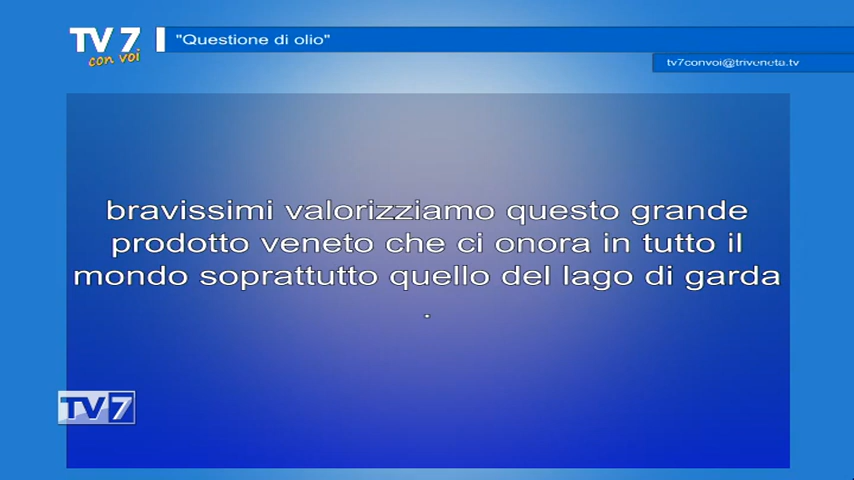 TV 7
con voi
"Questione di olio"
tv7convoi@triveneta.tv
bravissimi valorizziamo questo grande
prodotto veneto che ci onora in tutto il
mondo soprattutto quello del lago di garda
.
TV7